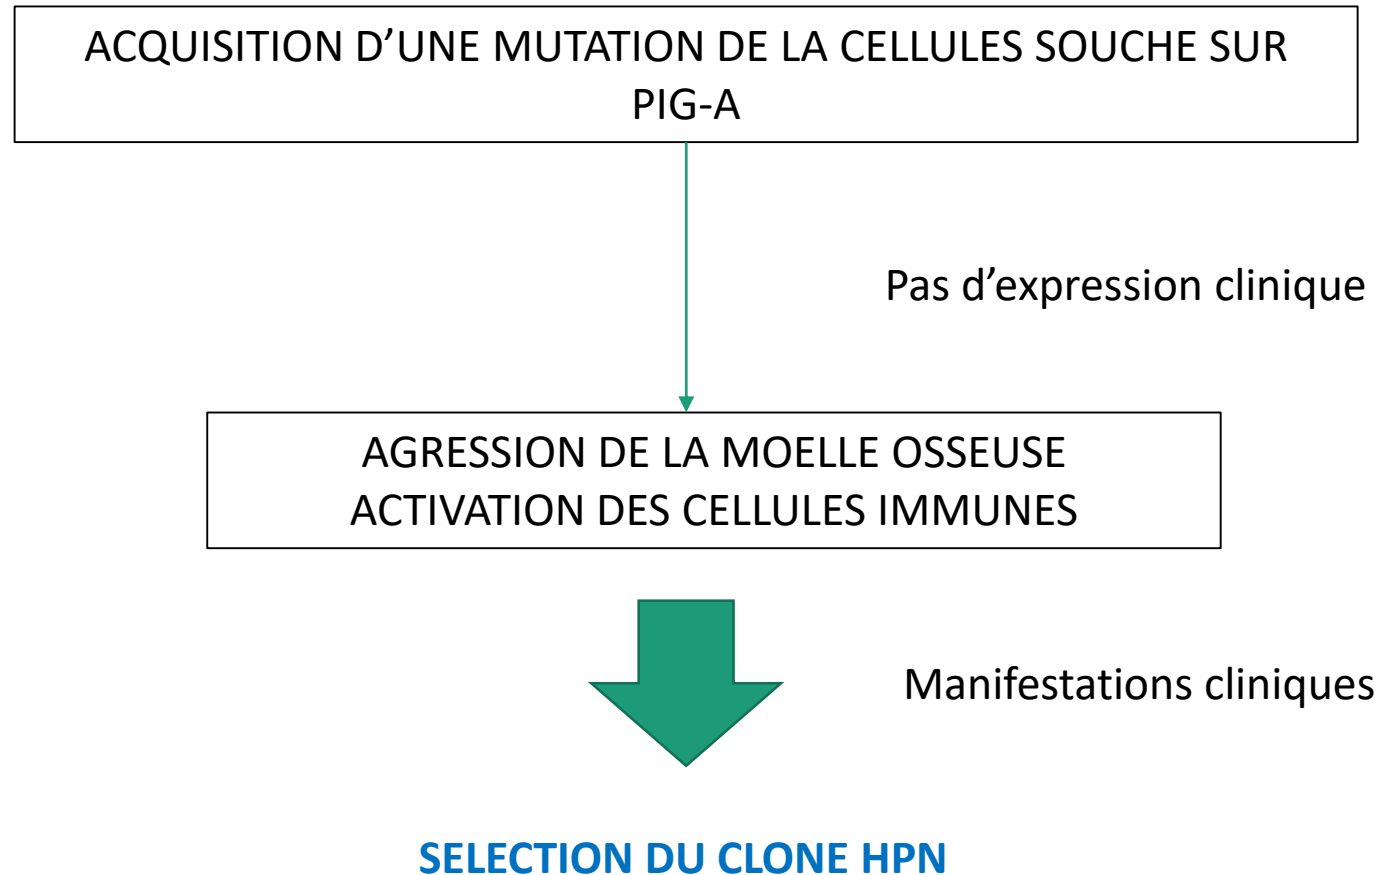 ACQUISITION D’UNE MUTATION DE LA CELLULES SOUCHE SUR
PIG-A
Pas d’expression clinique
AGRESSION DE LA MOELLE OSSEUSE
ACTIVATION DES CELLULES IMMUNES
Manifestations cliniques
SELECTION DU CLONE HPN